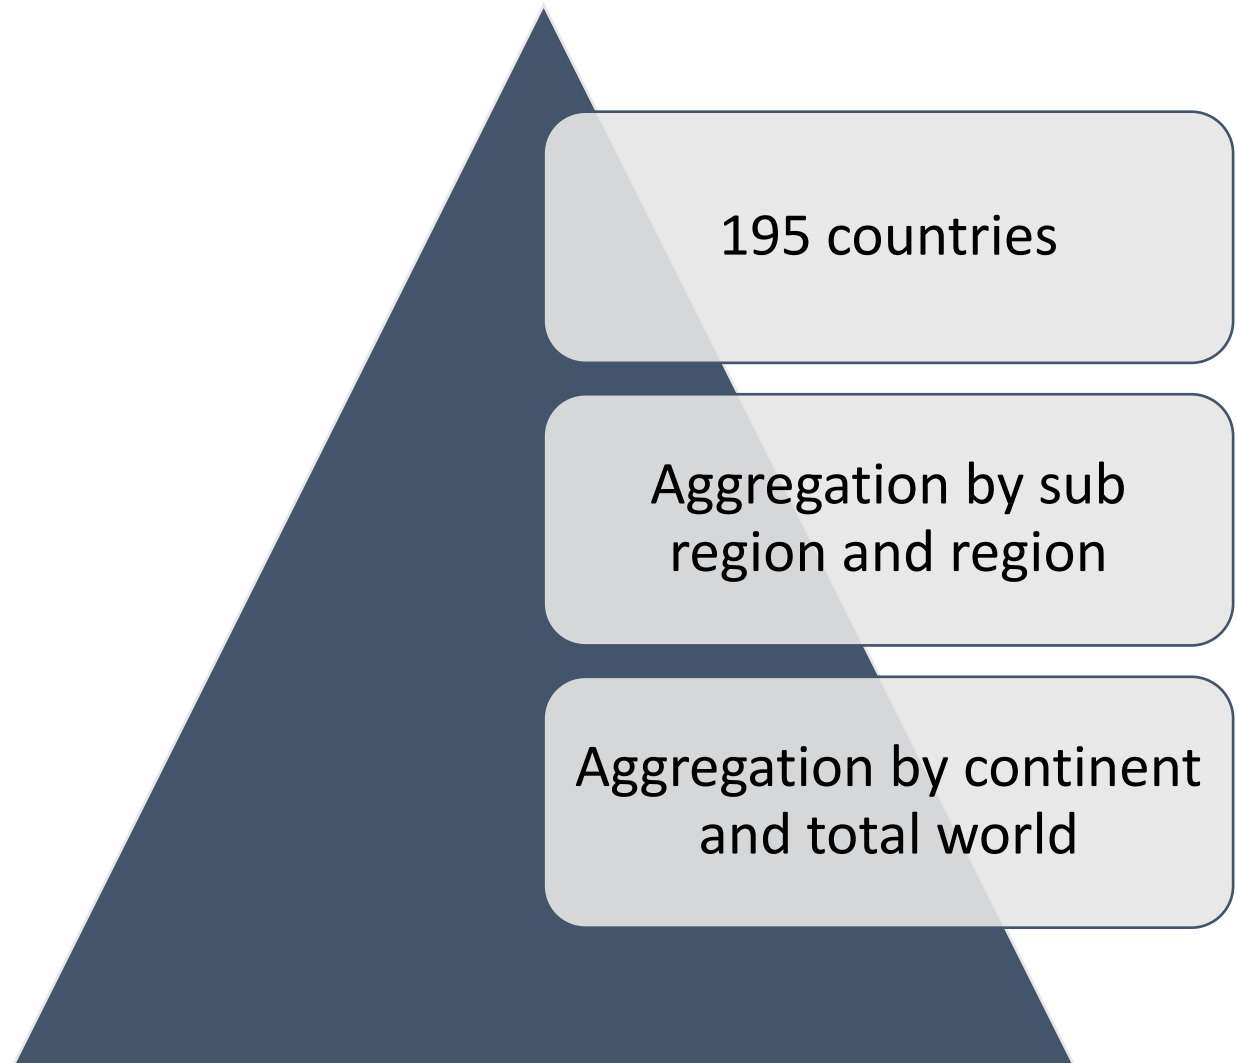 195 countries
Aggregation by sub
region and region
Aggregation by continent
and total world